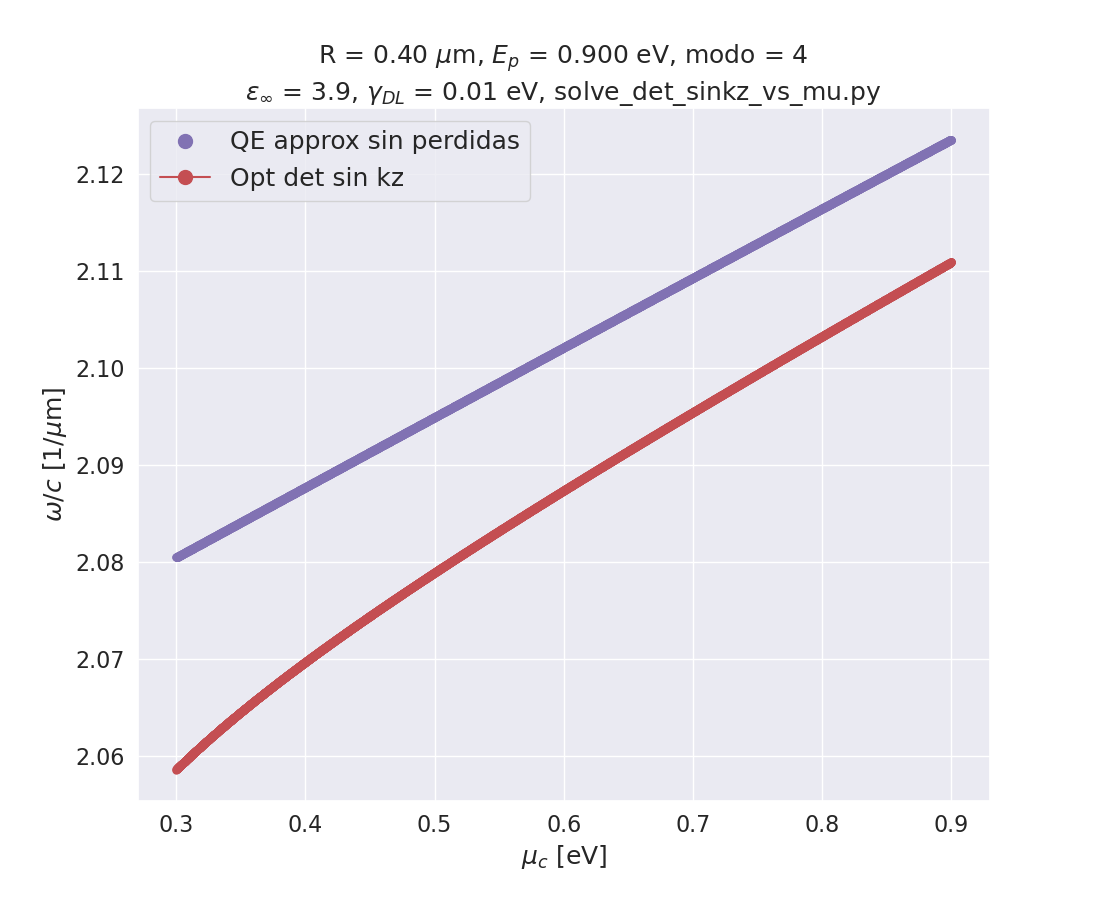 R = 0.40 μm, E_p = 0.900 eV, modo = 4
ε_∞ = 3.9, γ_DL = 0.01 eV, solve_det_sinkz_vs_mu.py
QE approx sin perdidas
Opt det sin kz
2.12
2.11
2.10
2.09
2.08
2.07
2.06
ω/c [1/μm]
0.3 0.4 0.5 0.6 0.7 0.8 0.9
μ_c [eV]